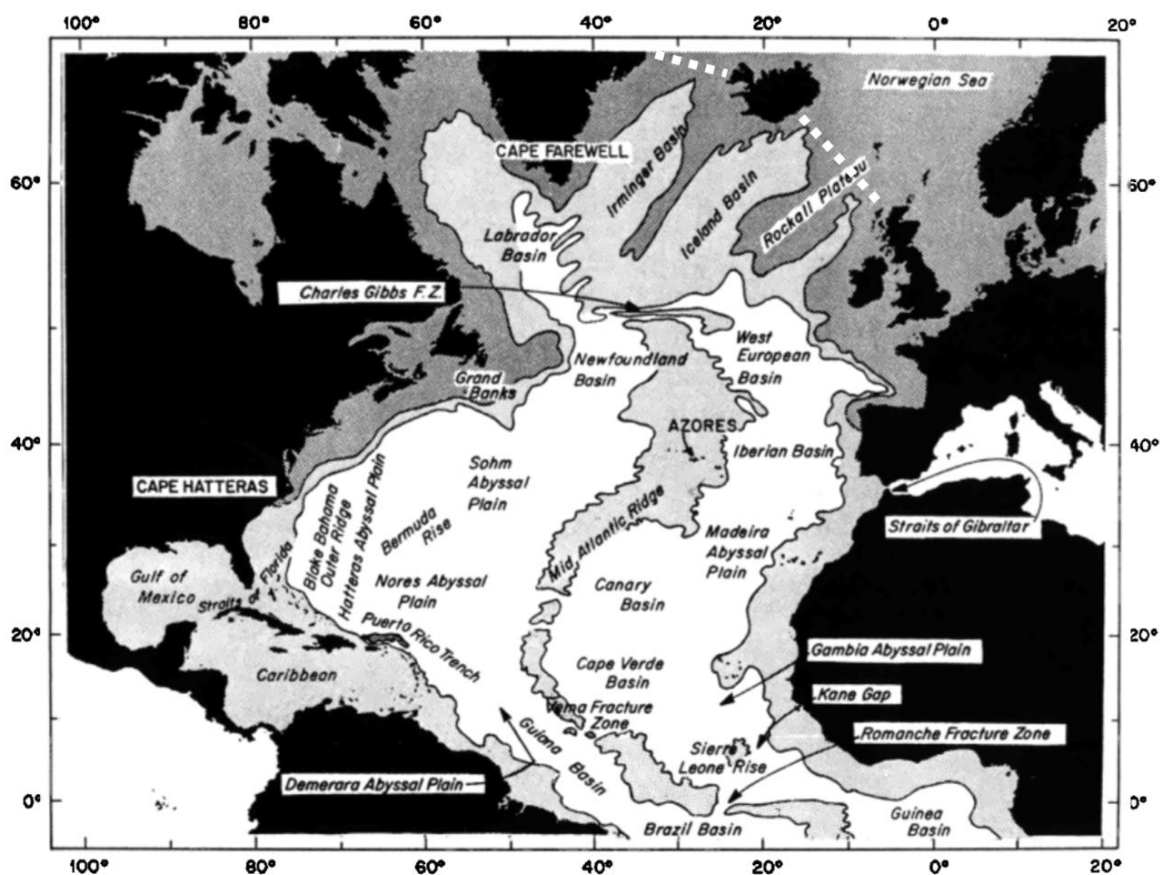 100°
80°
60°
40°
20°
0°
20°
Norwegian Sea
CAPE FAREWELL
Irminger Basin
60°
60°
Iceland Basin
Rockall Plateau
Labrador
Basin
Charles Gibbs F.Z.
West
European
Basin
Newfoundland
Basin
Grand
Banks
AZORES
40°
40°
Iberian Basin
Sohm
Abyssal
Plain
CAPE HATTERAS
Straits of Gibraltar
Blake Bahama
Outer Ridge
Hatteras Abyssal Plain
Bermuda
Rise
Mid Atlantic Ridge
Madeira
Abyssal
Plain
Gulf of
Mexico
Straits of Florida
Nores Abyssal
Plain
Canary
Basin
20°
20°
Puerto Rico Trench
Gambia Abyssal Plain
Caribbean
Cape Verde
Basin
Kane Gap
Vema Fracture
Zone
Romanche Fracture Zone
Guiana
Basin
Sierre
Leone Rise
Demerara Abyssal Plain
0°
0°
Guinea
Basin
Brazil Basin
100°
80°
60°
40°
20°
0°
20°